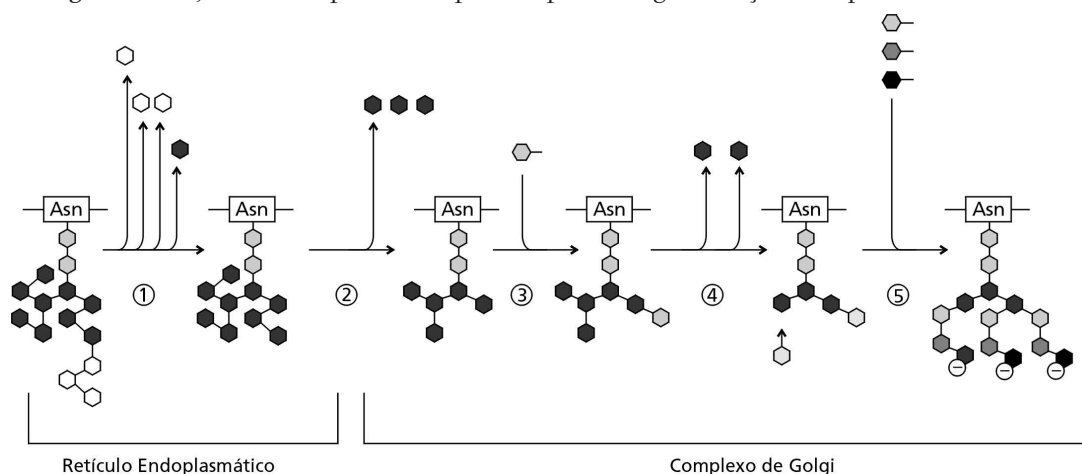 Asn Asn Asn Asn Asn Asn
① ② ③ ④ ⑤
− − −
Retículo Endoplasmático Complexo de Golgi